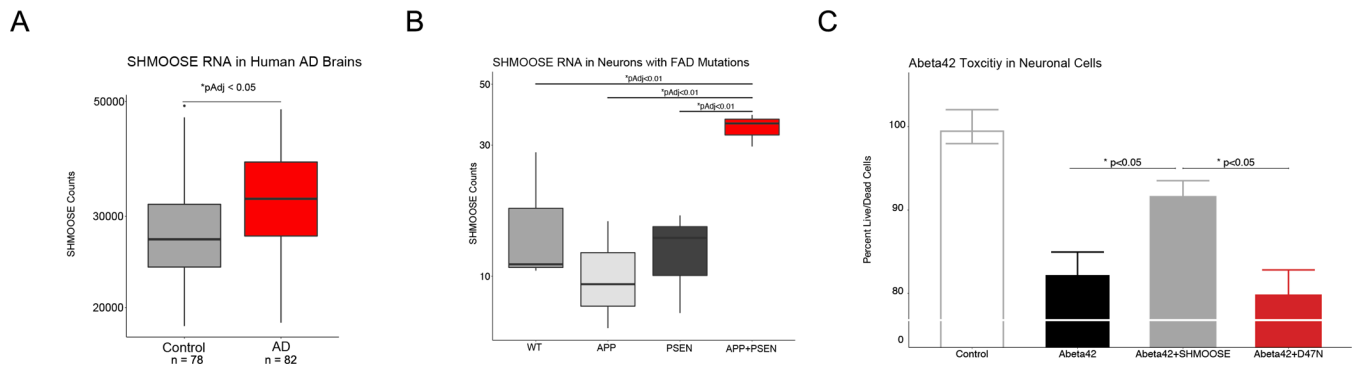 A
SHMOOSE RNA in Human AD Brains
*pAdj < 0.05
50000
30000
20000
SHMOOSE Counts
Control
n = 78
AD
n = 82
B
SHMOOSE RNA in Neurons with FAD Mutations
*pAdj<0.01
*pAdj<0.01
*pAdj<0.01
50
30
10
SHMOOSE Counts
WT
APP
PSEN
APP+PSEN
C
Abeta42 Toxcitiy in Neuronal Cells
* p<0.05
* p<0.05
100
90
80
0
Percent Live/Dead Cells
Control
Abeta42
Abeta42+SHMOOSE
Abeta42+D47N